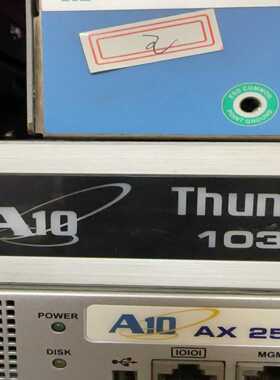 2
ESD COMMON
POINT GROUND
A10 Thun
103
POWER
A10 AX 25
DISK
IOIOI
MGM